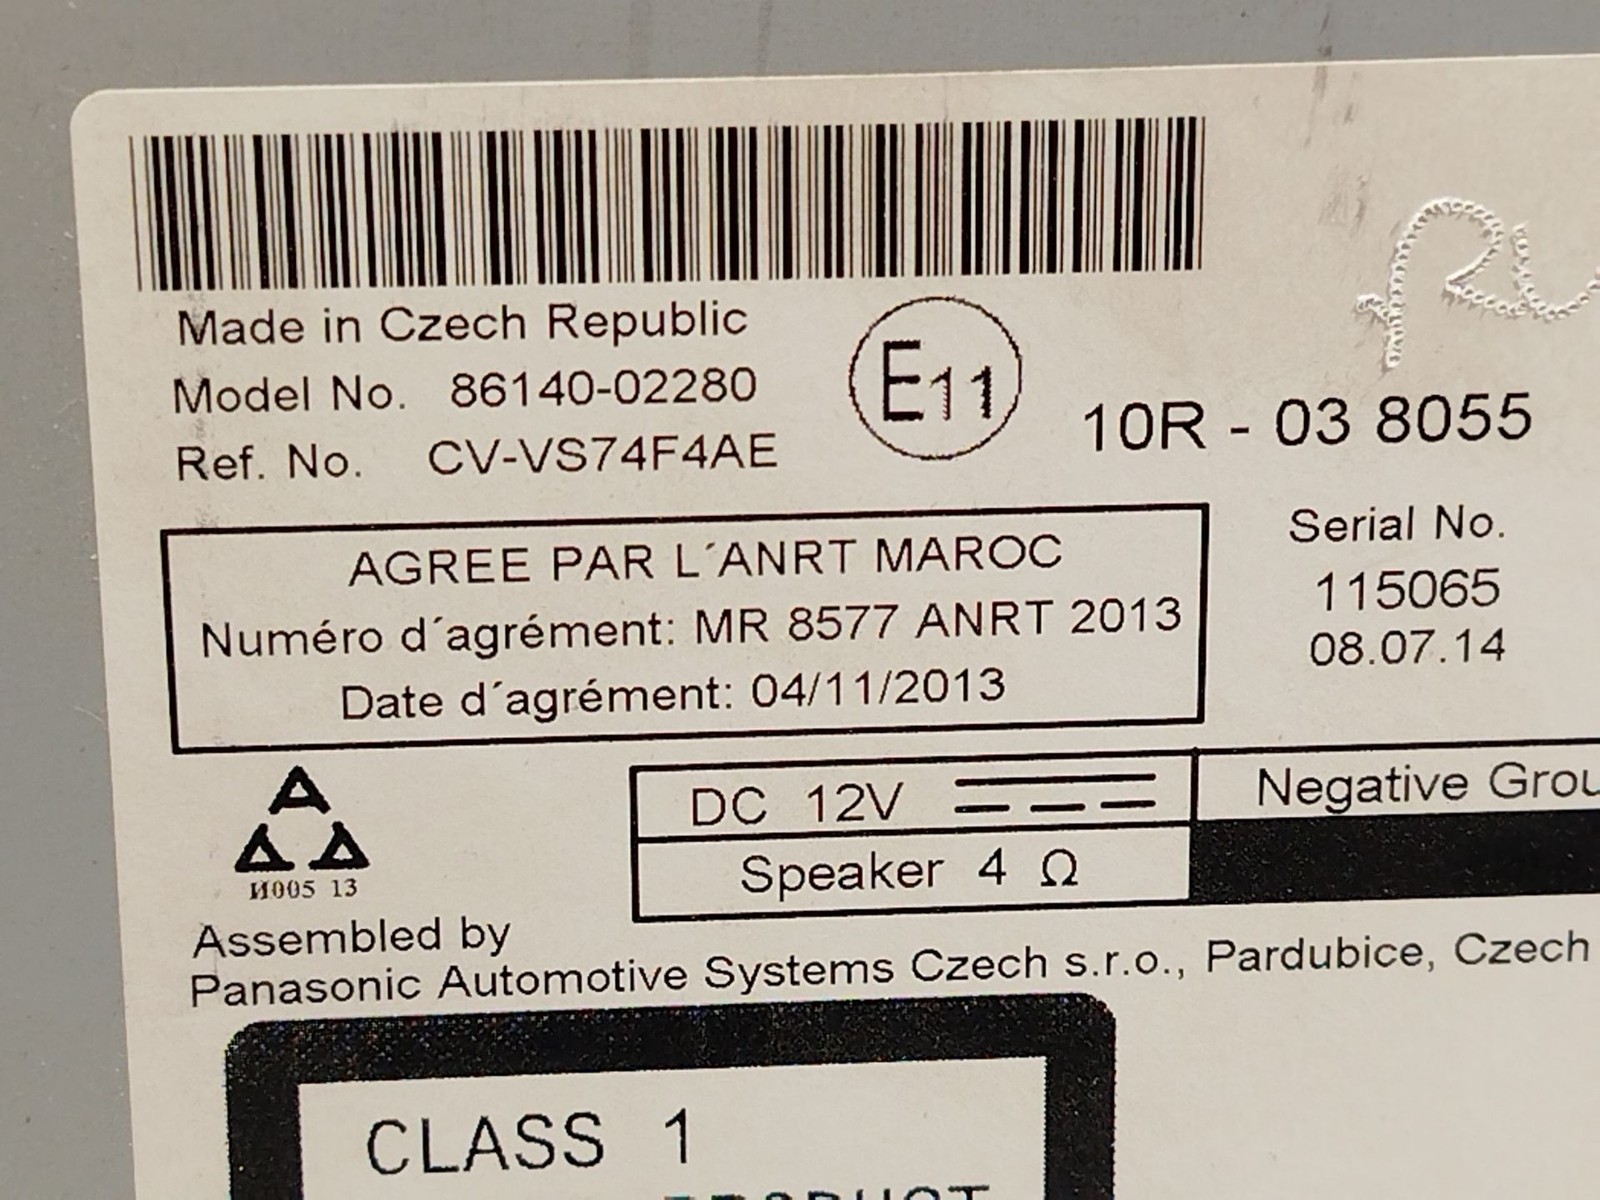 Made in Czech Republic
Model No. 86140-02280
Ref. No. CV-VS74F4AE
E11
10R - 03 8055
AGREE PAR L´ANRT MAROC
Numéro d´agrément: MR 8577 ANRT 2013
Date d´agrément: 04/11/2013
Serial No.
115065
08.07.14
И005 13
DC 12V
Negative
Speaker 4 Ω
Assembled by
Panasonic Automotive Systems Czech s.r.o., Pardubice, Czech
CLASS 1
PRODUCT